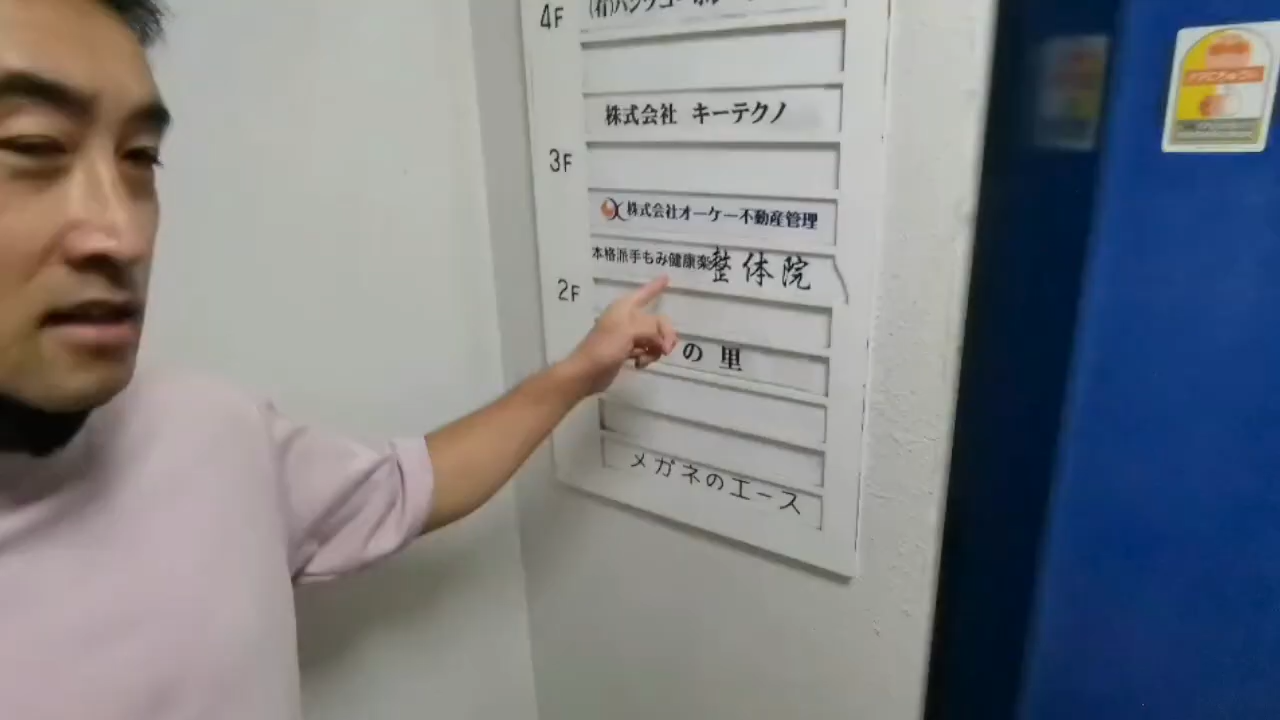 4F
株式会社 キーテクノ
3F
株式会社オーケー不動産管理
本格派手もみ健康楽整体院
2F
の里
メガネのエース